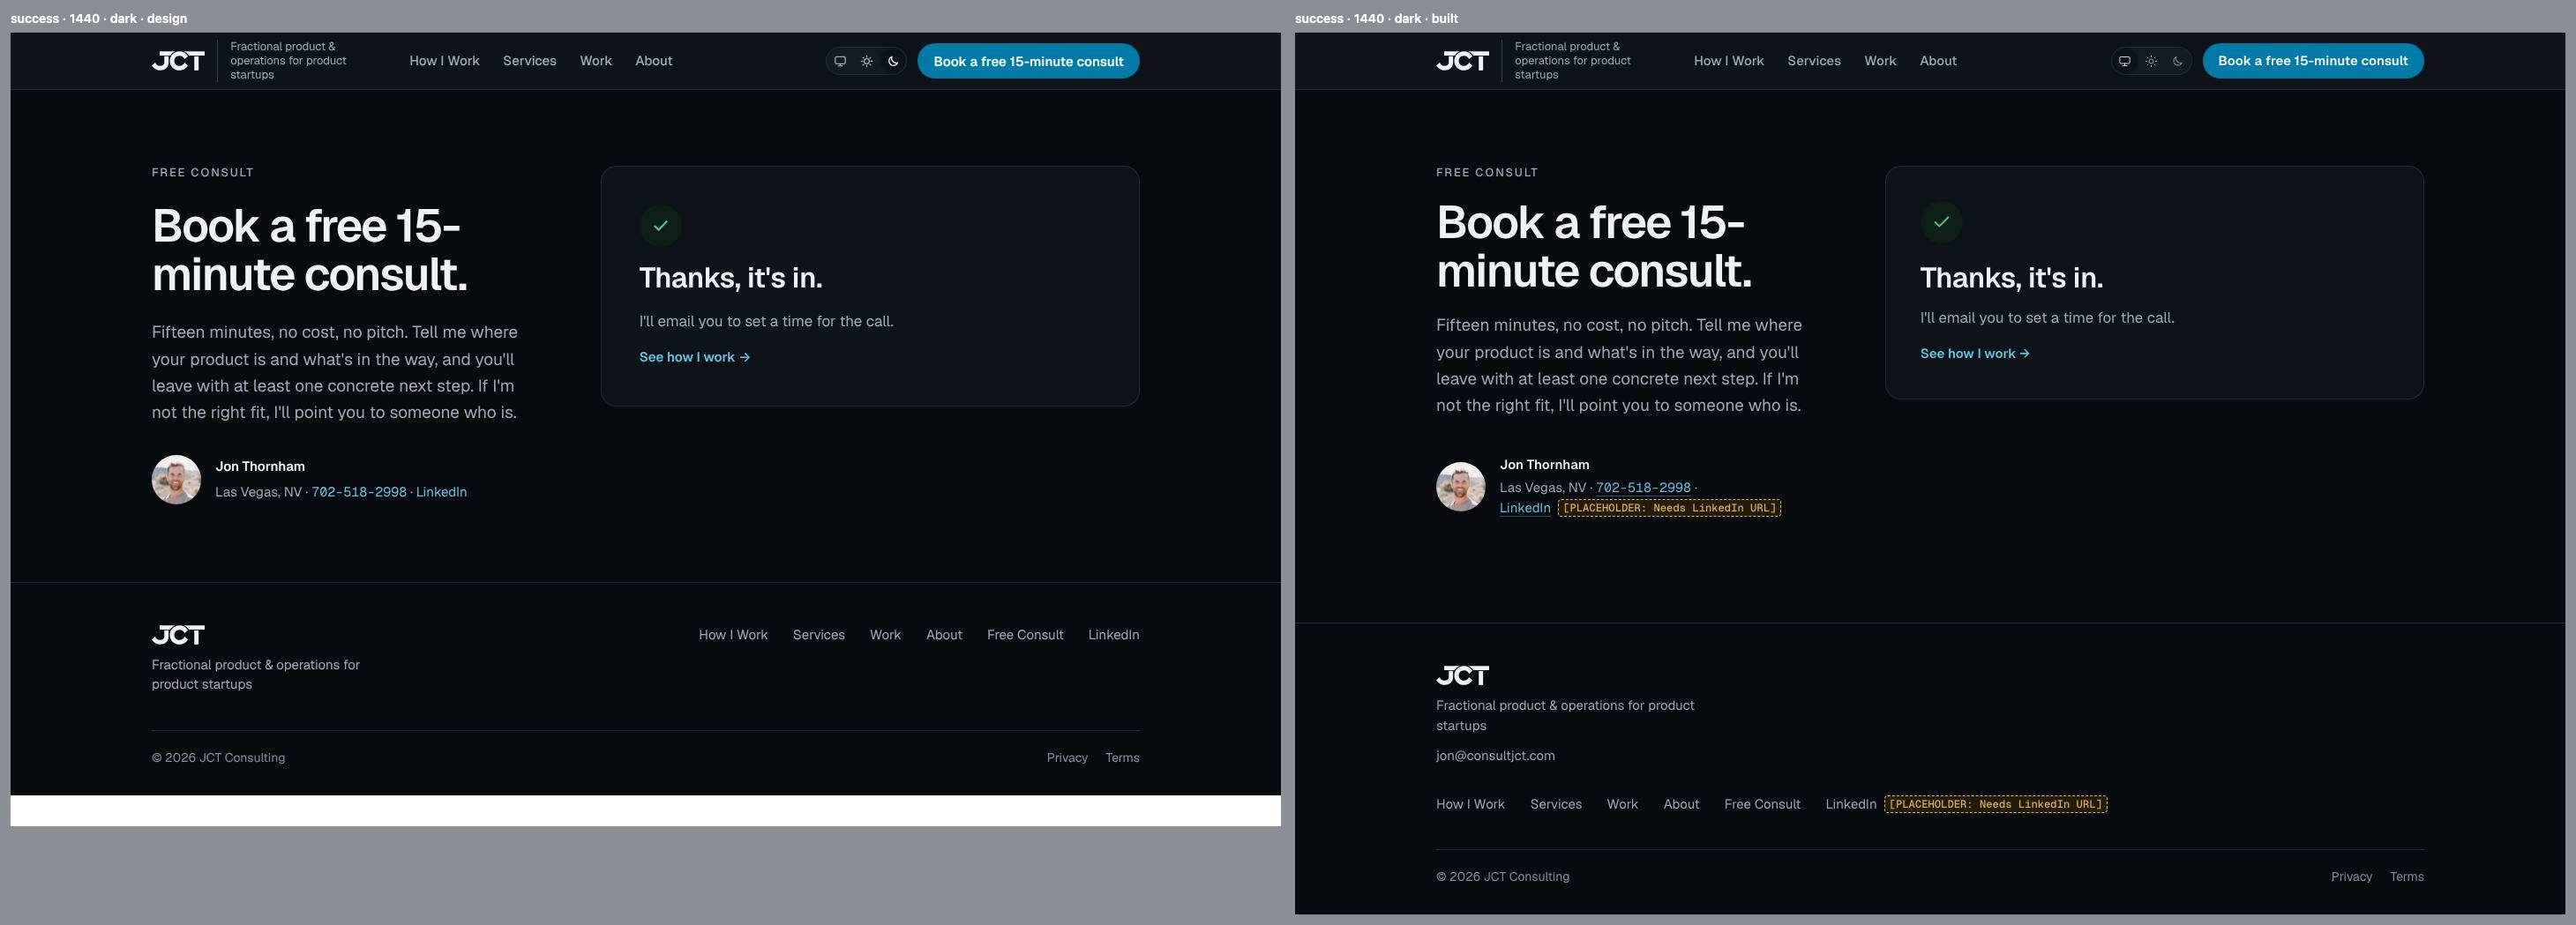 success · 1440 · dark · design
JCT
Fractional product &
operations for product
startups
How I Work Services Work About
Book a free 15-minute consult
FREE CONSULT
Book a free 15-
minute consult.
Fifteen minutes, no cost, no pitch. Tell me where
your product is and what's in the way, and you'll
leave with at least one concrete next step. If I'm
not the right fit, I'll point you to someone who is.
Jon Thornham
Las Vegas, NV · 702-518-2998 · LinkedIn
Thanks, it's in.
I'll email you to set a time for the call.
See how I work →
JCT
Fractional product & operations for
product startups
How I Work Services Work About Free Consult LinkedIn
© 2026 JCT Consulting
Privacy Terms
success · 1440 · dark · built
JCT
Fractional product &
operations for product
startups
How I Work Services Work About
Book a free 15-minute consult
FREE CONSULT
Book a free 15-
minute consult.
Fifteen minutes, no cost, no pitch. Tell me where
your product is and what's in the way, and you'll
leave with at least one concrete next step. If I'm
not the right fit, I'll point you to someone who is.
Jon Thornham
Las Vegas, NV · 702-518-2998 ·
LinkedIn [PLACEHOLDER: Needs LinkedIn URL]
Thanks, it's in.
I'll email you to set a time for the call.
See how I work →
JCT
Fractional product & operations for product
startups
jon@consultjct.com
How I Work Services Work About Free Consult LinkedIn [PLACEHOLDER: Needs LinkedIn URL]
© 2026 JCT Consulting
Privacy Terms